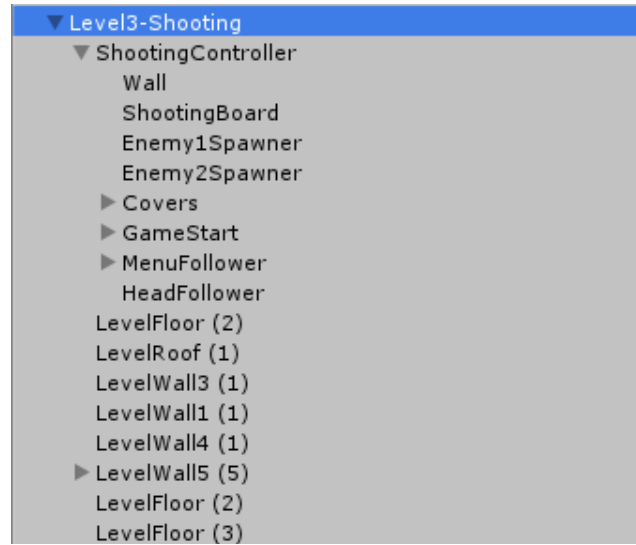 Level3-Shooting
ShootingController
Wall
ShootingBoard
Enemy1Spawner
Enemy2Spawner
Covers
GameStart
MenuFollower
HeadFollower
LevelFloor (2)
LevelRoof (1)
LevelWall3 (1)
LevelWall1 (1)
LevelWall4 (1)
LevelWall5 (5)
LevelFloor (2)
LevelFloor (3)